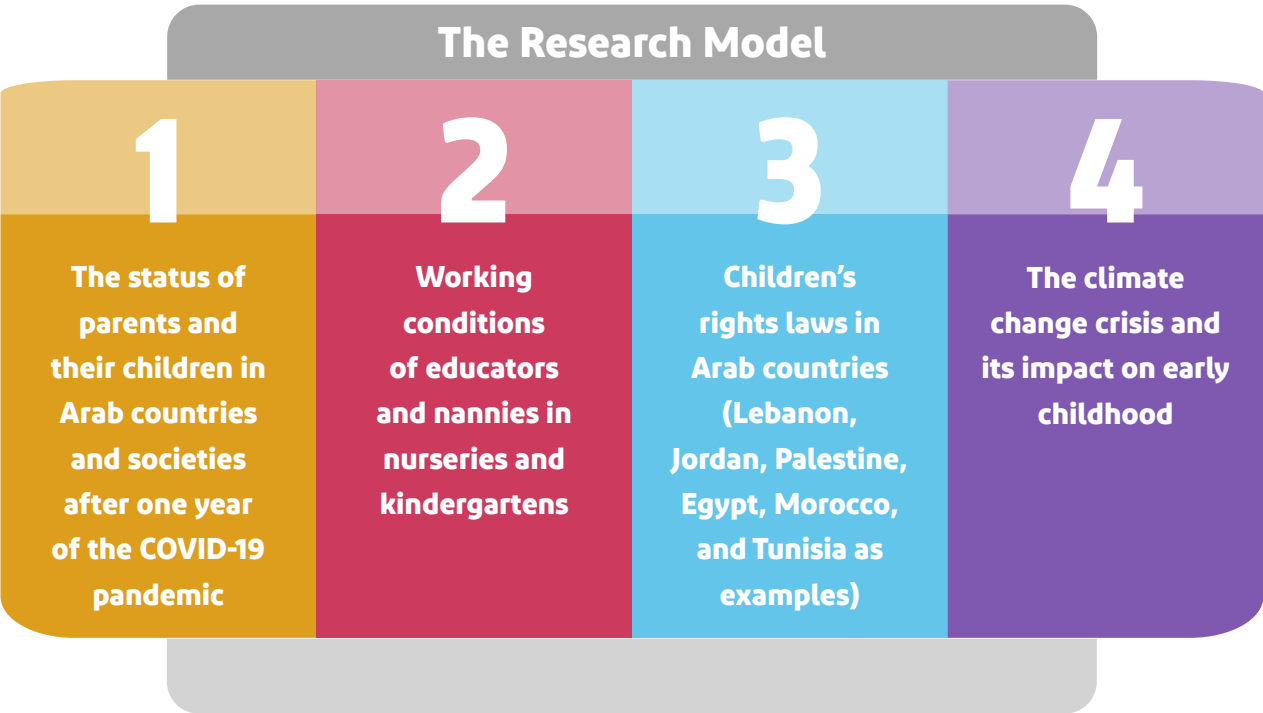 The Research Model
1
The status of
parents and
their children in
Arab countries
and societies
after one year
of the COVID-19
pandemic
2
Working
conditions
of educators
and nannies in
nurseries and
kindergartens
3
Children’s
rights laws in
Arab countries
(Lebanon,
Jordan, Palestine,
Egypt, Morocco,
and Tunisia as
examples)
4
The climate
change crisis and
its impact on early
childhood